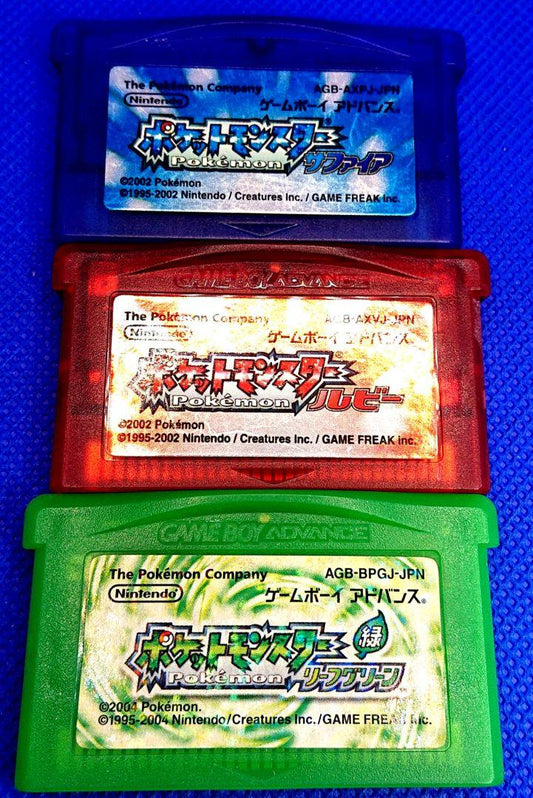 The Pokémon Company AGB-AXPJ-JPN
Nintendo ゲームボーイ アドバンス®
ポケットモンスター®
Pokémon サファイア
©2002 Pokémon
©1995-2002 Nintendo / Creatures Inc. / GAME FREAK inc.
GAME BOY ADVANCE
The Pokémon Company AGB-AXVJ-JPN
Nintendo ゲームボーイ アドバンス®
ポケットモンスター
Pokémon ルビー
©2002 Pokémon
©1995-2002 Nintendo / Creatures Inc. / GAME FREAK inc.
GAME BOY ADVANCE
The Pokémon Company AGB-BPGJ-JPN
Nintendo ゲームボーイ アドバンス®
ポケットモンスター 緑
Pokémon リーフグリーン
©2004 Pokémon.
©1995-2004 Nintendo/Creatures Inc./GAME FREAK inc.